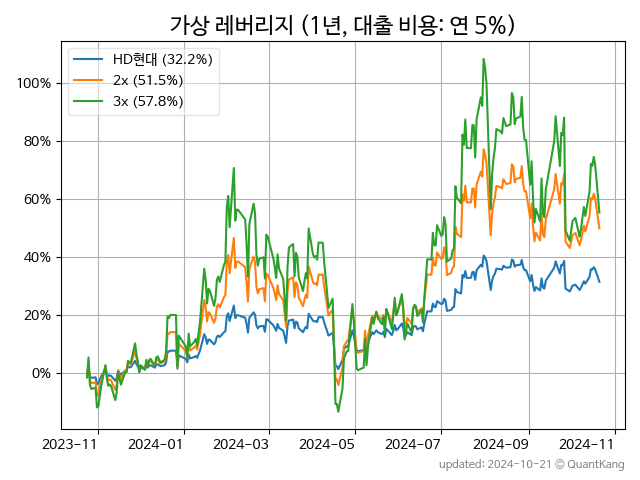 가상 레버리지 (1년, 대출 비용: 연 5%)
HD현대 (32.2%)
2x (51.5%)
3x (57.8%)
100%
80%
60%
40%
20%
0%
2023-11 2024-01 2024-03 2024-05 2024-07 2024-09 2024-11
updated: 2024-10-21 © QuantKang